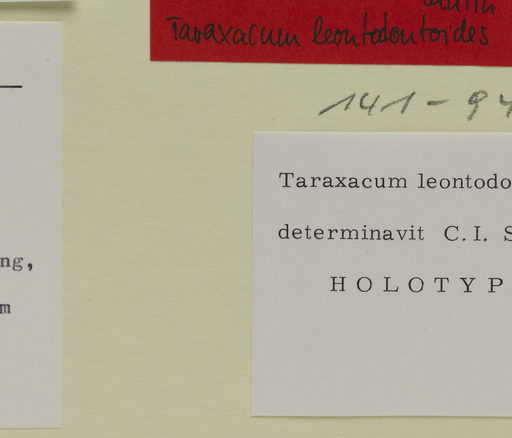 Taraxacum leontodontoides
141-94
Taraxacum leontodo
determinavit C.I. S
HOLOTYP
ng,
m